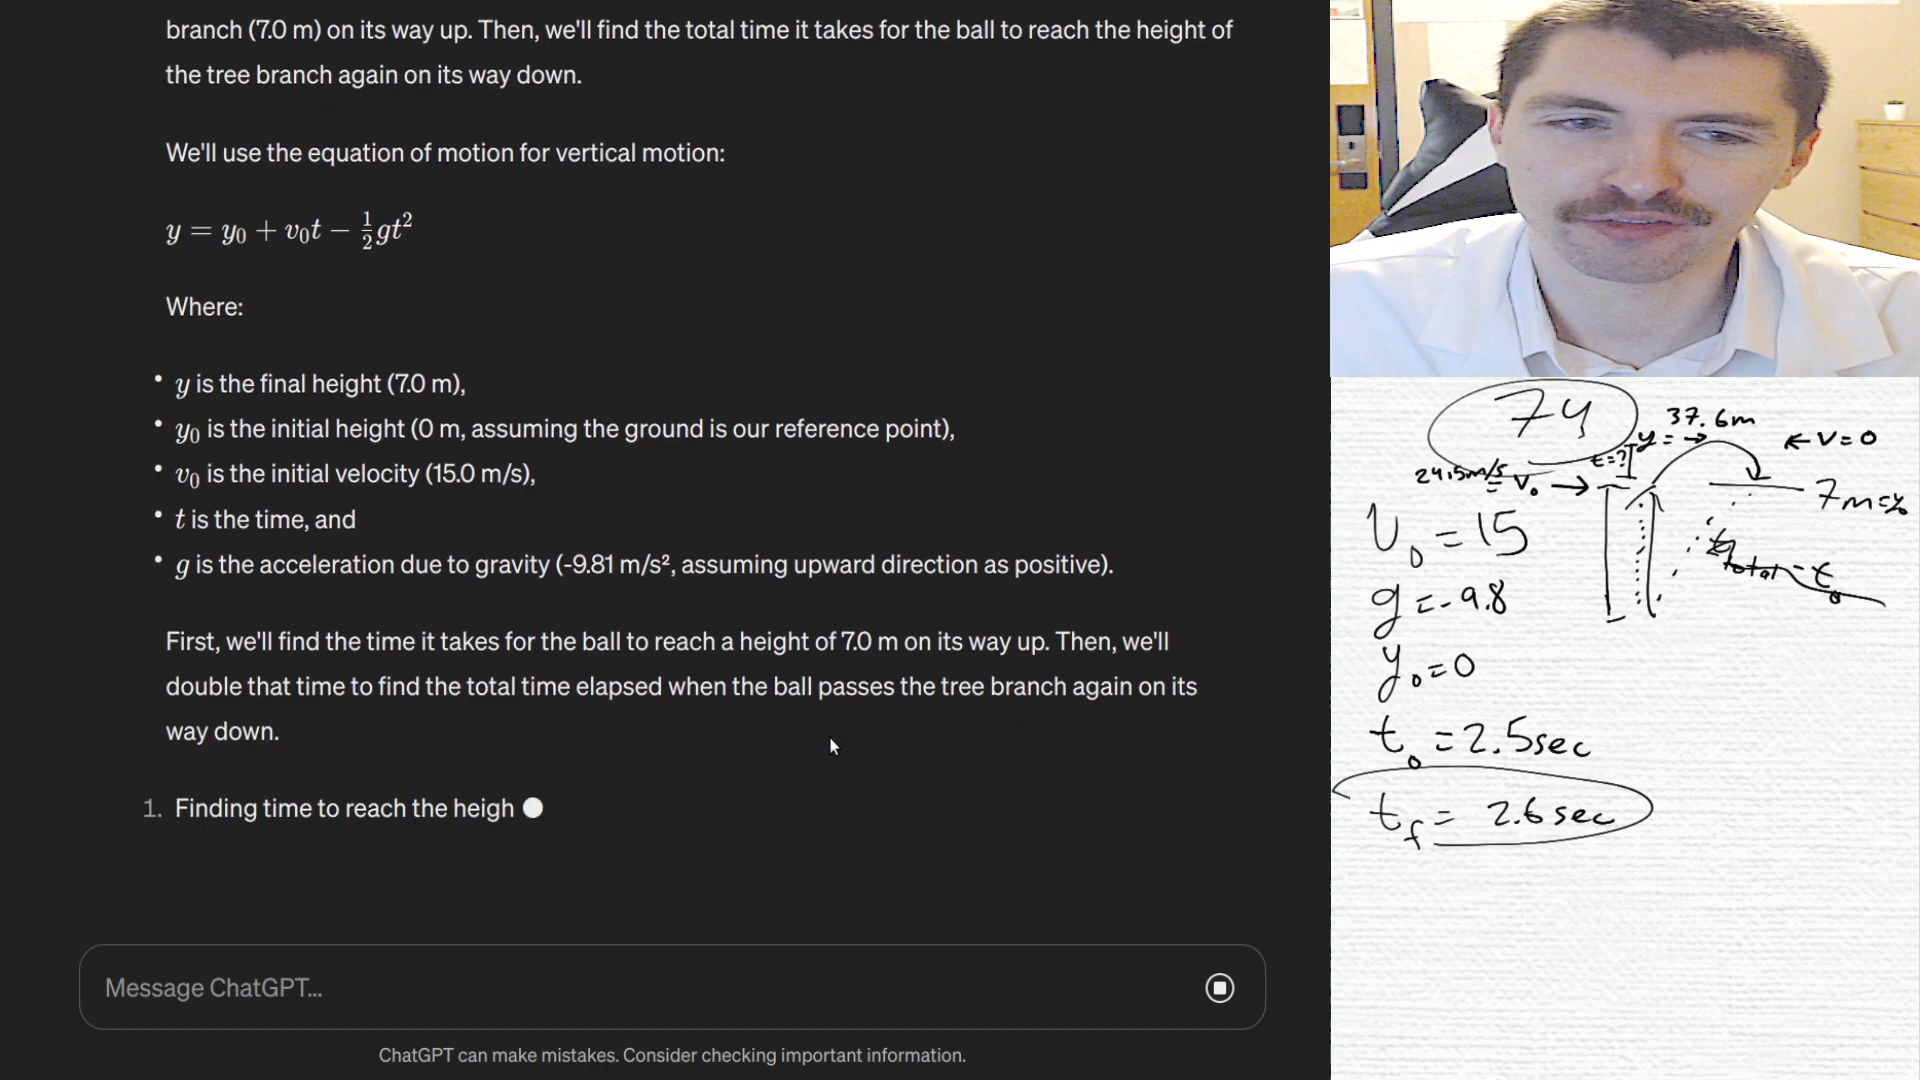 branch (7.0 m) on its way up. Then, we'll find the total time it takes for the ball to reach the height of
the tree branch again on its way down.
We'll use the equation of motion for vertical motion:
y = y₀ + v₀t − ½gt²
Where:
• y is the final height (7.0 m),
• y₀ is the initial height (0 m, assuming the ground is our reference point),
• v₀ is the initial velocity (15.0 m/s),
• t is the time, and
• g is the acceleration due to gravity (-9.81 m/s², assuming upward direction as positive).
First, we'll find the time it takes for the ball to reach a height of 7.0 m on its way up. Then, we'll
double that time to find the total time elapsed when the ball passes the tree branch again on its
way down.
1. Finding time to reach the heigh
Message ChatGPT...
ChatGPT can make mistakes. Consider checking important information.
74
37.6m
y = → ← v = 0
t = ?
24.5m/s = v₀ →
7m =
v₀ = 15
total - t₀
g = -9.8
y₀ = 0
t₀ = 2.5sec
t_f = 2.6 sec